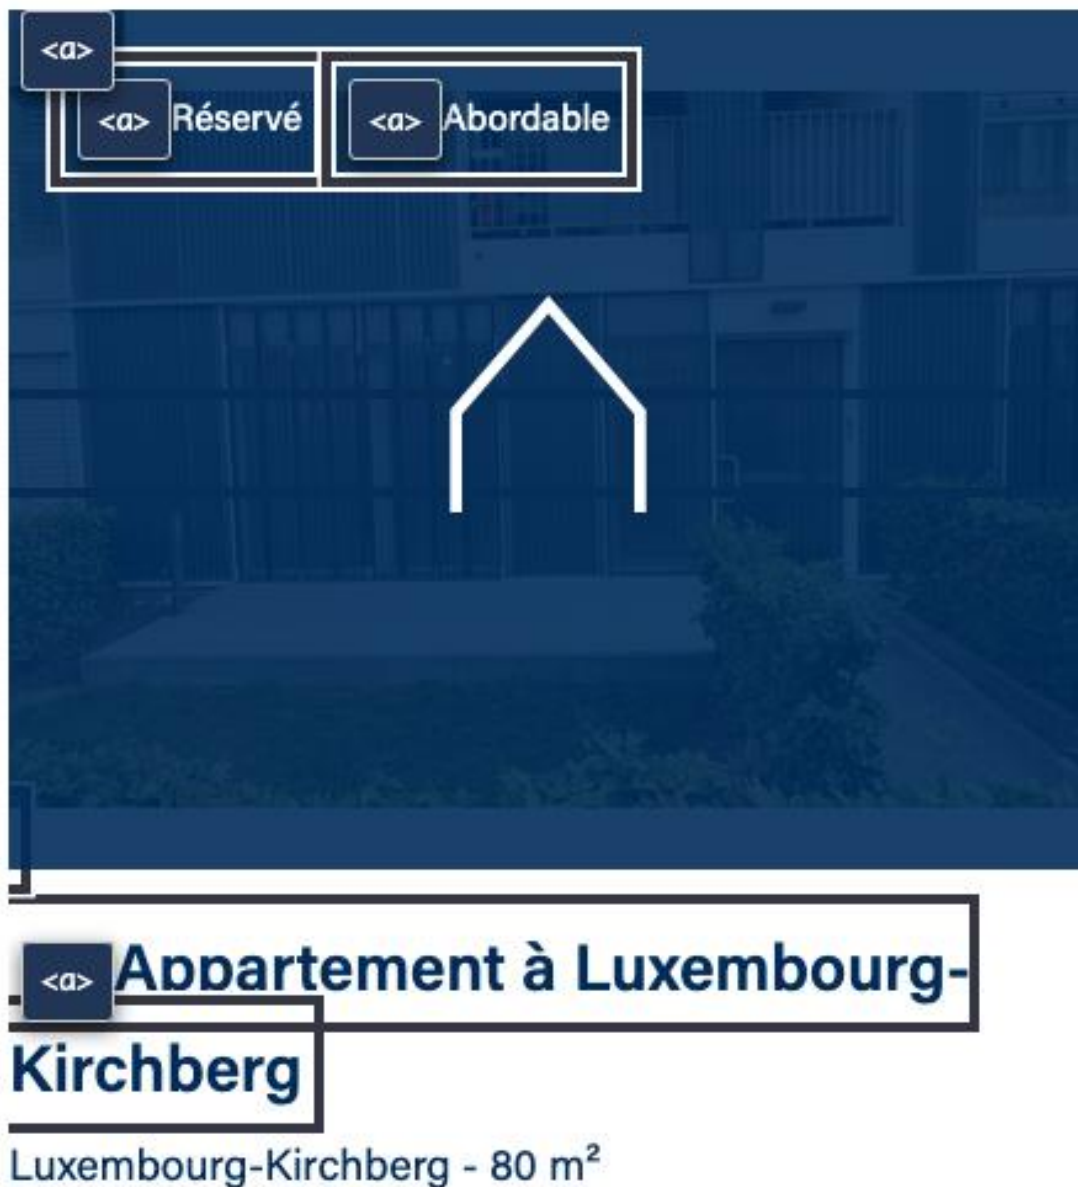 <a>
<a> Réservé <a> Abordable
<a> Appartement à Luxembourg-
Kirchberg
Luxembourg-Kirchberg - 80 m²